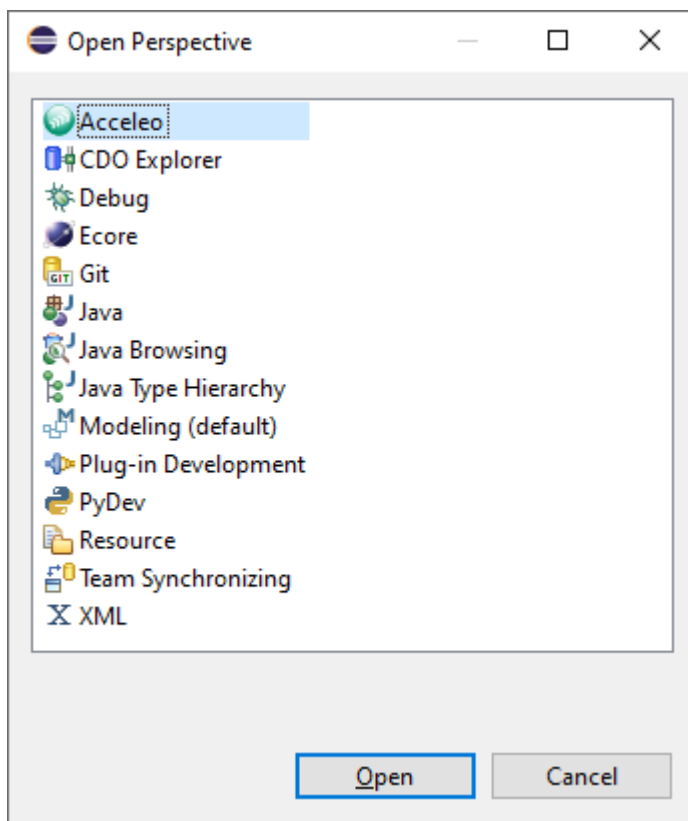 Open Perspective
Acceleo
CDO Explorer
Debug
Ecore
GIT Git
Java
Java Browsing
Java Type Hierarchy
M Modeling (default)
Plug-in Development
PyDev
Resource
Team Synchronizing
X XML
Open Cancel